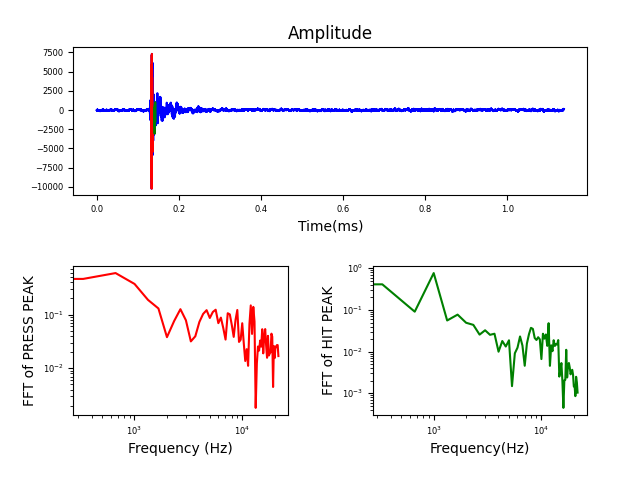 Amplitude
7500
5000
2500
0
−2500
−5000
−7500
−10000
0.0 0.2 0.4 0.6 0.8 1.0
Time(ms)
FFT of PRESS PEAK
10⁻¹
10⁻²
10³ 10⁴
Frequency (Hz)
FFT of HIT PEAK
10⁰
10⁻¹
10⁻²
10⁻³
10³ 10⁴
Frequency(Hz)